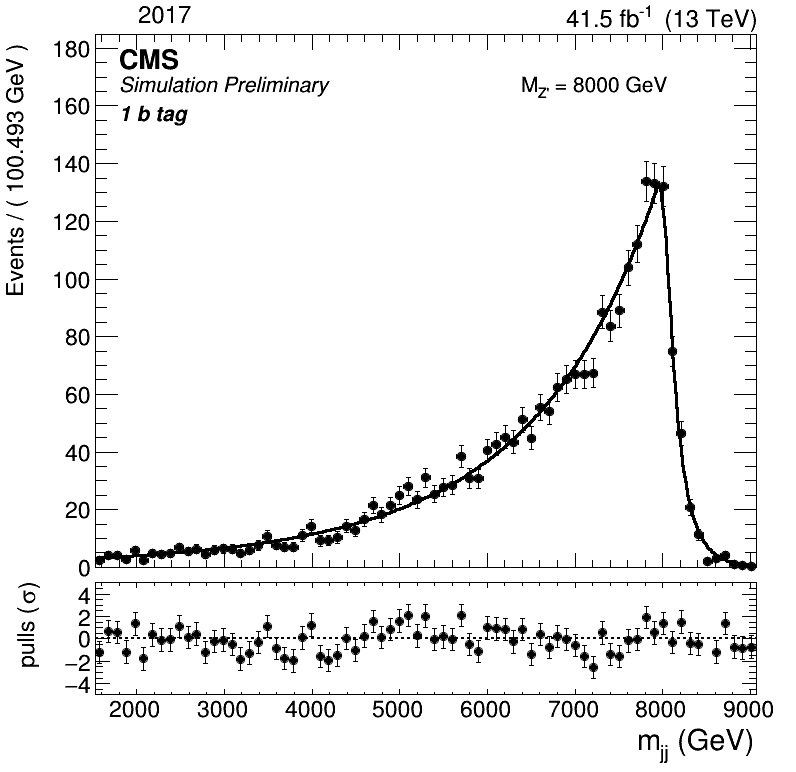 2017
41.5 fb-1 (13 TeV)
CMS
Simulation Preliminary
1 b tag
MZ' = 8000 GeV
Events / ( 100.493 GeV )
180
160
140
120
100
80
60
40
20
0
pulls (σ)
4
2
0
−2
−4
2000 3000 4000 5000 6000 7000 8000 9000
mjj (GeV)